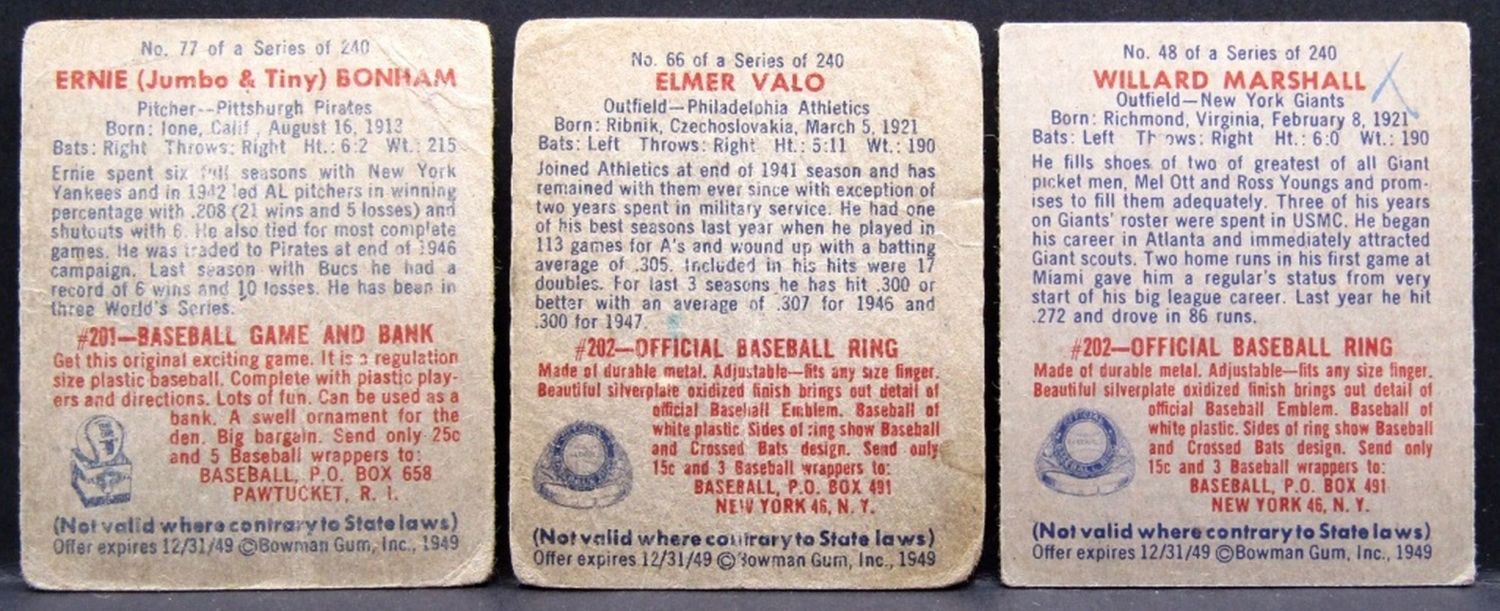 No. 77 of a Series of 240
ERNIE (Jumbo & Tiny) BONHAM
Pitcher--Pittsburgh Pirates
Born: Ione, Calif , August 16, 1913
Bats: Right Throws: Right Ht.: 6:2 Wt.: 215
Ernie spent six full seasons with New York
Yankees and in 1942 led AL pitchers in winning
percentage with .208 (21 wins and 5 losses) and
shutouts with 6. He also tied for most complete
games. He was traded to Pirates at end of 1946
campaign. Last season with Bucs he had a
record of 6 wins and 10 losses. He has been in
three World's Series.
#201—BASEBALL GAME AND BANK
Get this original exciting game. It is a regulation
size plastic baseball. Complete with plastic play-
ers and directions. Lots of fun. Can be used as a
bank. A swell ornament for the
den. Big bargain. Send only 25c
and 5 Baseball wrappers to:
BASEBALL, P.O. BOX 658
PAWTUCKET, R. I.
(Not valid where contrary to State laws)
Offer expires 12/31/49 ©Bowman Gum, Inc., 1949
No. 66 of a Series of 240
ELMER VALO
Outfield—Philadelphia Athletics
Born: Ribnik, Czechoslovakia, March 5, 1921
Bats: Left Throws: Right Ht.: 5:11 Wt.: 190
Joined Athletics at end of 1941 season and has
remained with them ever since with exception of
two years spent in military service. He had one
of his best seasons last year when he played in
113 games for A's and wound up with a batting
average of .305. Included in his hits were 17
doubles. For last 3 seasons he has hit .300 or
better with an average of .307 for 1946 and
.300 for 1947.
#202—OFFICIAL BASEBALL RING
Made of durable metal. Adjustable—fits any size finger.
Beautiful silverplate oxidized finish brings out detail of
official Baseball Emblem. Baseball of
white plastic. Sides of ring show Baseball
and Crossed Bats design. Send only
15c and 3 Baseball wrappers to:
BASEBALL, P.O. BOX 491
NEW YORK 46, N. Y.
(Not valid where contrary to State laws)
Offer expires 12/31/49 ©Bowman Gum, Inc., 1949
No. 48 of a Series of 240
WILLARD MARSHALL
Outfield—New York Giants
Born: Richmond, Virginia, February 8, 1921
Bats: Left Throws: Right Ht.: 6:0 Wt.: 190
He fills shoes of two of greatest of all Giant
picket men, Mel Ott and Ross Youngs and prom-
ises to fill them adequately. Three of his years
on Giants' roster were spent in USMC. He began
his career in Atlanta and immediately attracted
Giant scouts. Two home runs in his first game at
Miami gave him a regular's status from very
start of his big league career. Last year he hit
.272 and drove in 86 runs.
#202—OFFICIAL BASEBALL RING
Made of durable metal. Adjustable—fits any size finger.
Beautiful silverplate oxidized finish brings out detail of
official Baseball Emblem. Baseball of
white plastic. Sides of ring show Baseball
and Crossed Bats design. Send only
15c and 3 Baseball wrappers to:
BASEBALL, P.O. BOX 491
NEW YORK 46, N. Y.
(Not valid where contrary to State laws)
Offer expires 12/31/49 ©Bowman Gum, Inc., 1949